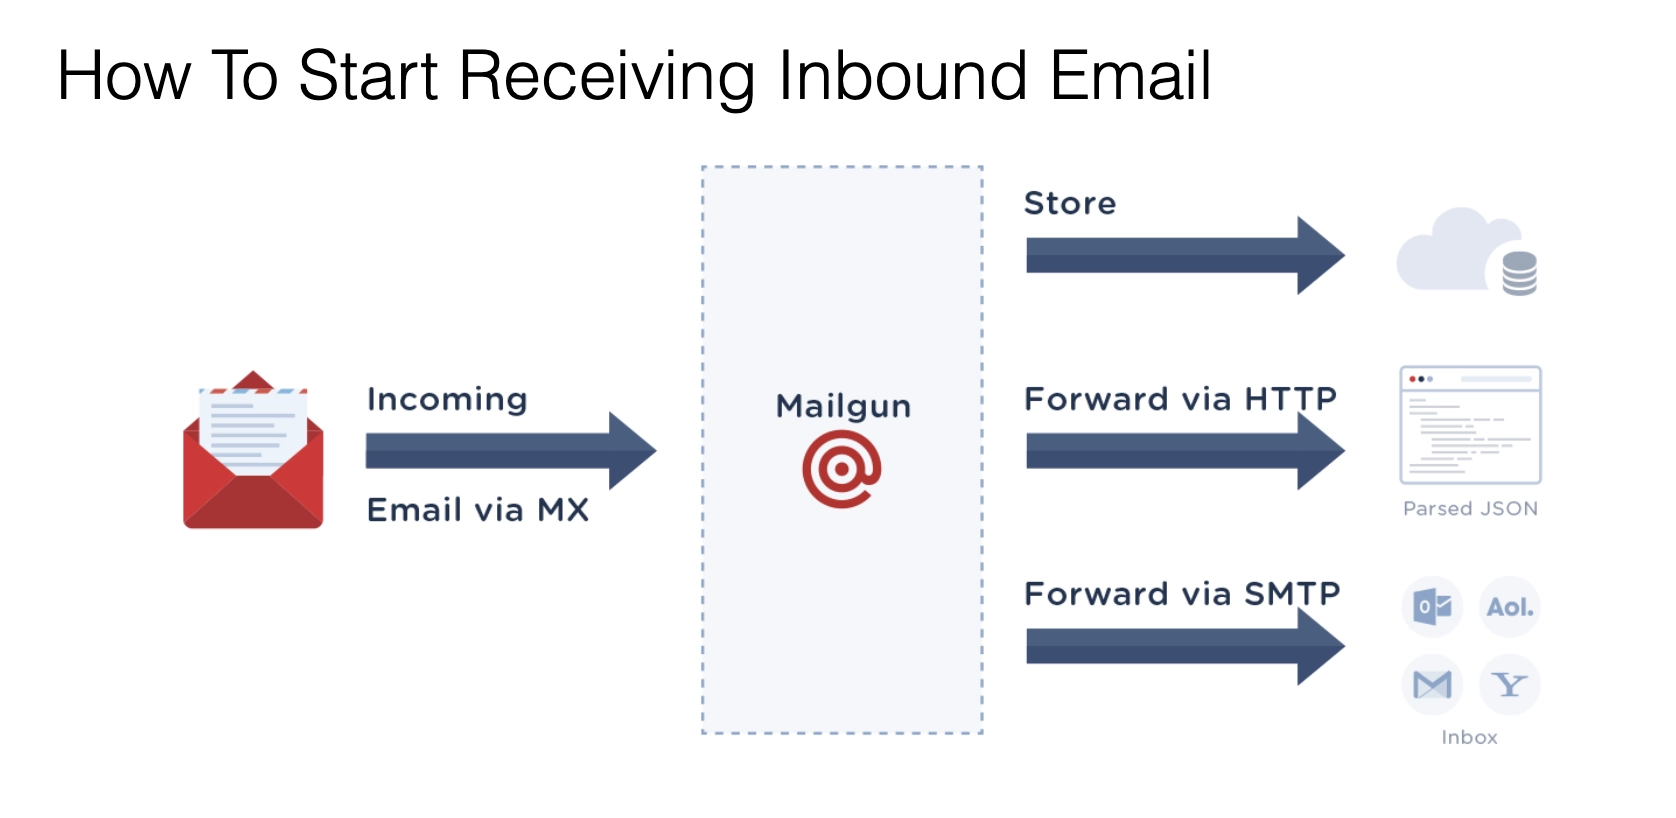 How To Start Receiving Inbound Email
Incoming
Email via MX
Mailgun
Store
Forward via HTTP
Parsed JSON
Forward via SMTP
O
Aol.
M
Y
Inbox